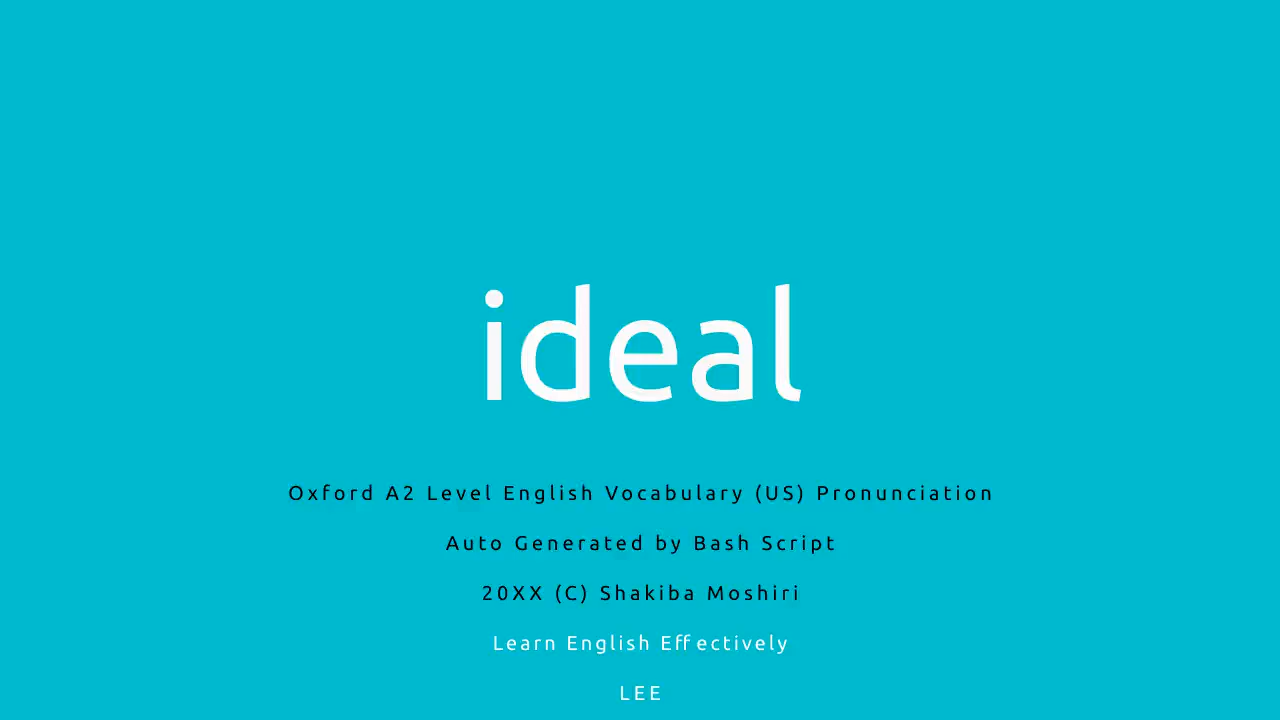 ideal
Oxford A2 Level English Vocabulary (US) Pronunciation
Auto Generated by Bash Script
20XX (C) Shakiba Moshiri
Learn English Effectively
LEE